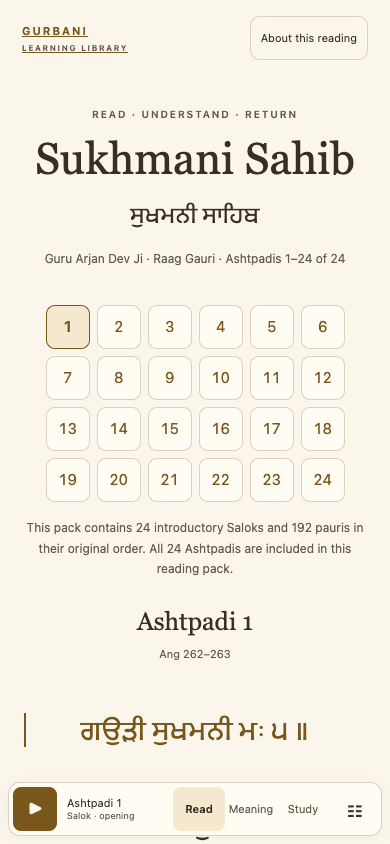 GURBANI
LEARNING LIBRARY
About this reading
READ · UNDERSTAND · RETURN
Sukhmani Sahib
ਸੁਖਮਨੀ ਸਾਹਿਬ
Guru Arjan Dev Ji · Raag Gauri · Ashtpadis 1–24 of 24
1 2 3 4 5 6
7 8 9 10 11 12
13 14 15 16 17 18
19 20 21 22 23 24
This pack contains 24 introductory Saloks and 192 pauris in
their original order. All 24 Ashtpadis are included in this
reading pack.
Ashtpadi 1
Ang 262–263
ਗਉੜੀ ਸੁਖਮਨੀ ਮਃ ੫ ॥
Ashtpadi 1
Salok · opening
Read Meaning Study